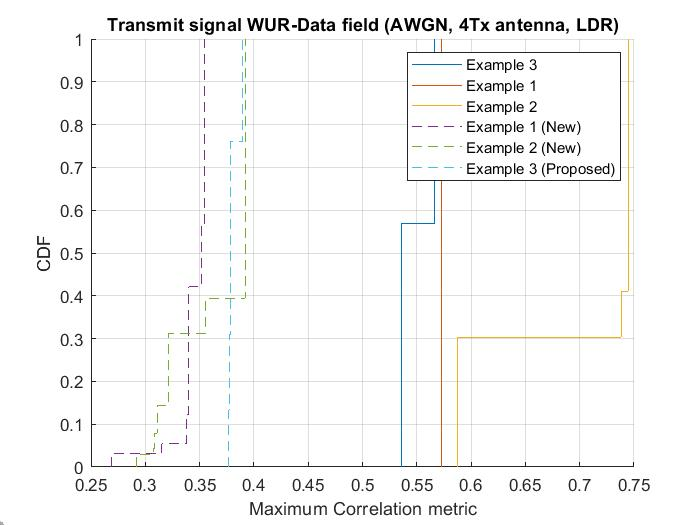 Transmit signal WUR-Data field (AWGN, 4Tx antenna, LDR)
1
0.9
0.8
0.7
0.6
0.5
0.4
0.3
0.2
0.1
0
CDF
Example 3
Example 1
Example 2
Example 1 (New)
Example 2 (New)
Example 3 (Proposed)
0.25 0.3 0.35 0.4 0.45 0.5 0.55 0.6 0.65 0.7 0.75
Maximum Correlation metric